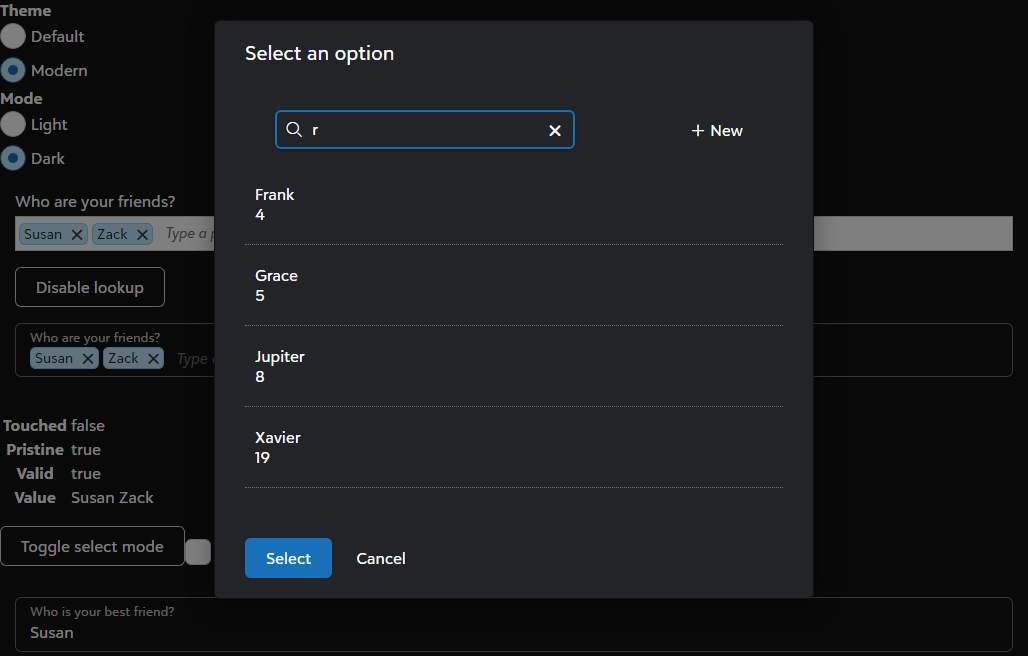 Theme
Default
Modern
Mode
Light
Dark
Who are your friends?
Susan Zack Type a
Disable lookup
Who are your friends?
Susan Zack Type
Touched false
Pristine true
Valid true
Value Susan Zack
Toggle select mode
Who is your best friend?
Susan
Select an option
r
+ New
Frank
4
Grace
5
Jupiter
8
Xavier
19
Select Cancel